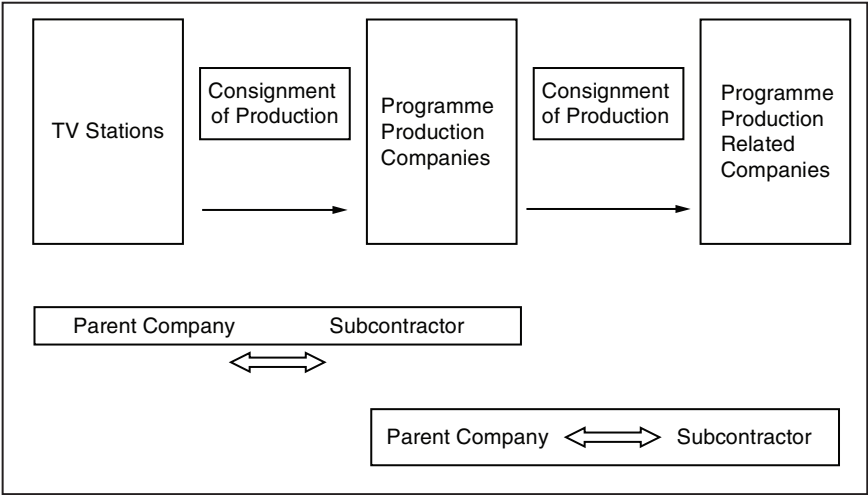 TV Stations
Consignment
of Production
Programme
Production
Companies
Consignment
of Production
Programme
Production
Related
Companies
Parent Company Subcontractor
Parent Company Subcontractor